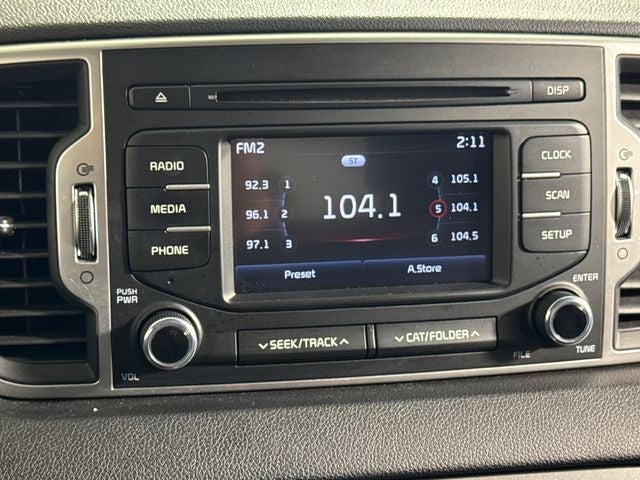 DISP
FM2 2:11
ST
RADIO
MEDIA
PHONE
92.3 1
96.1 2
97.1 3
104.1
4 105.1
5 104.1
6 104.5
Preset A.Store
CLOCK
SCAN
SETUP
PUSH
PWR
VOL
SEEK/TRACK
CAT/FOLDER
ENTER
FILE TUNE